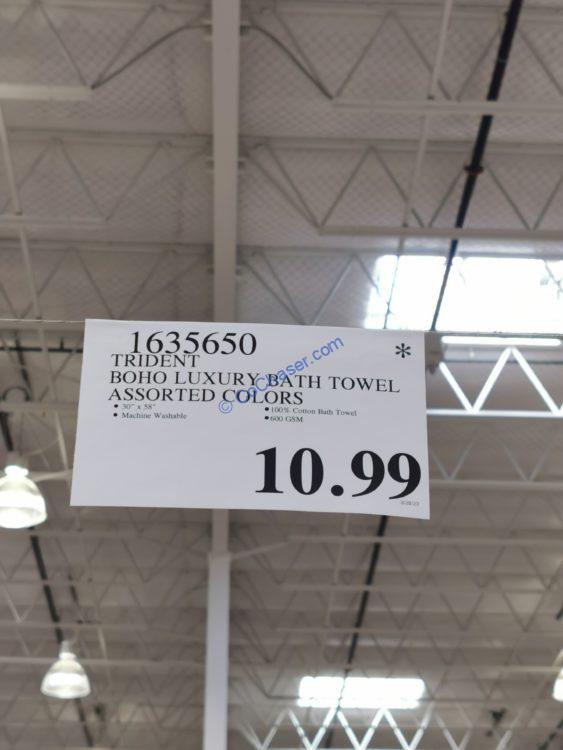 1635650 *
TRIDENT
BOHO LUXURY BATH TOWEL
ASSORTED COLORS
• 30" x 58" • 100% Cotton Bath Towel
• Machine Washable • 600 GSM
10.99
© CoChaser.com